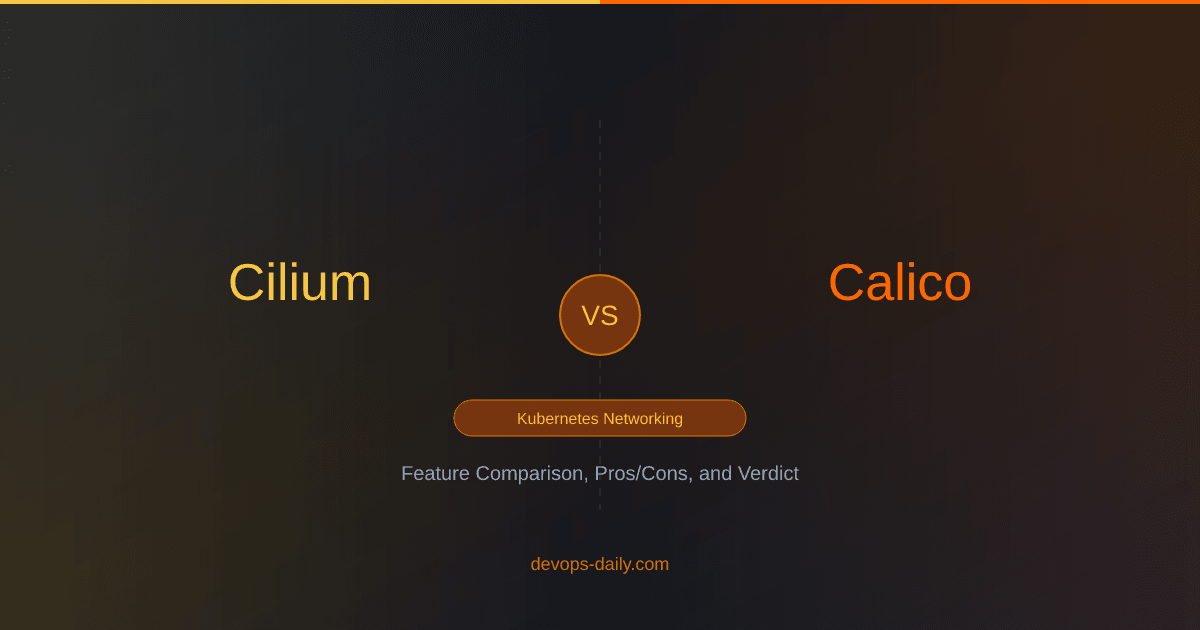 Cilium
VS
Calico
Kubernetes Networking
Feature Comparison, Pros/Cons, and Verdict
devops-daily.com